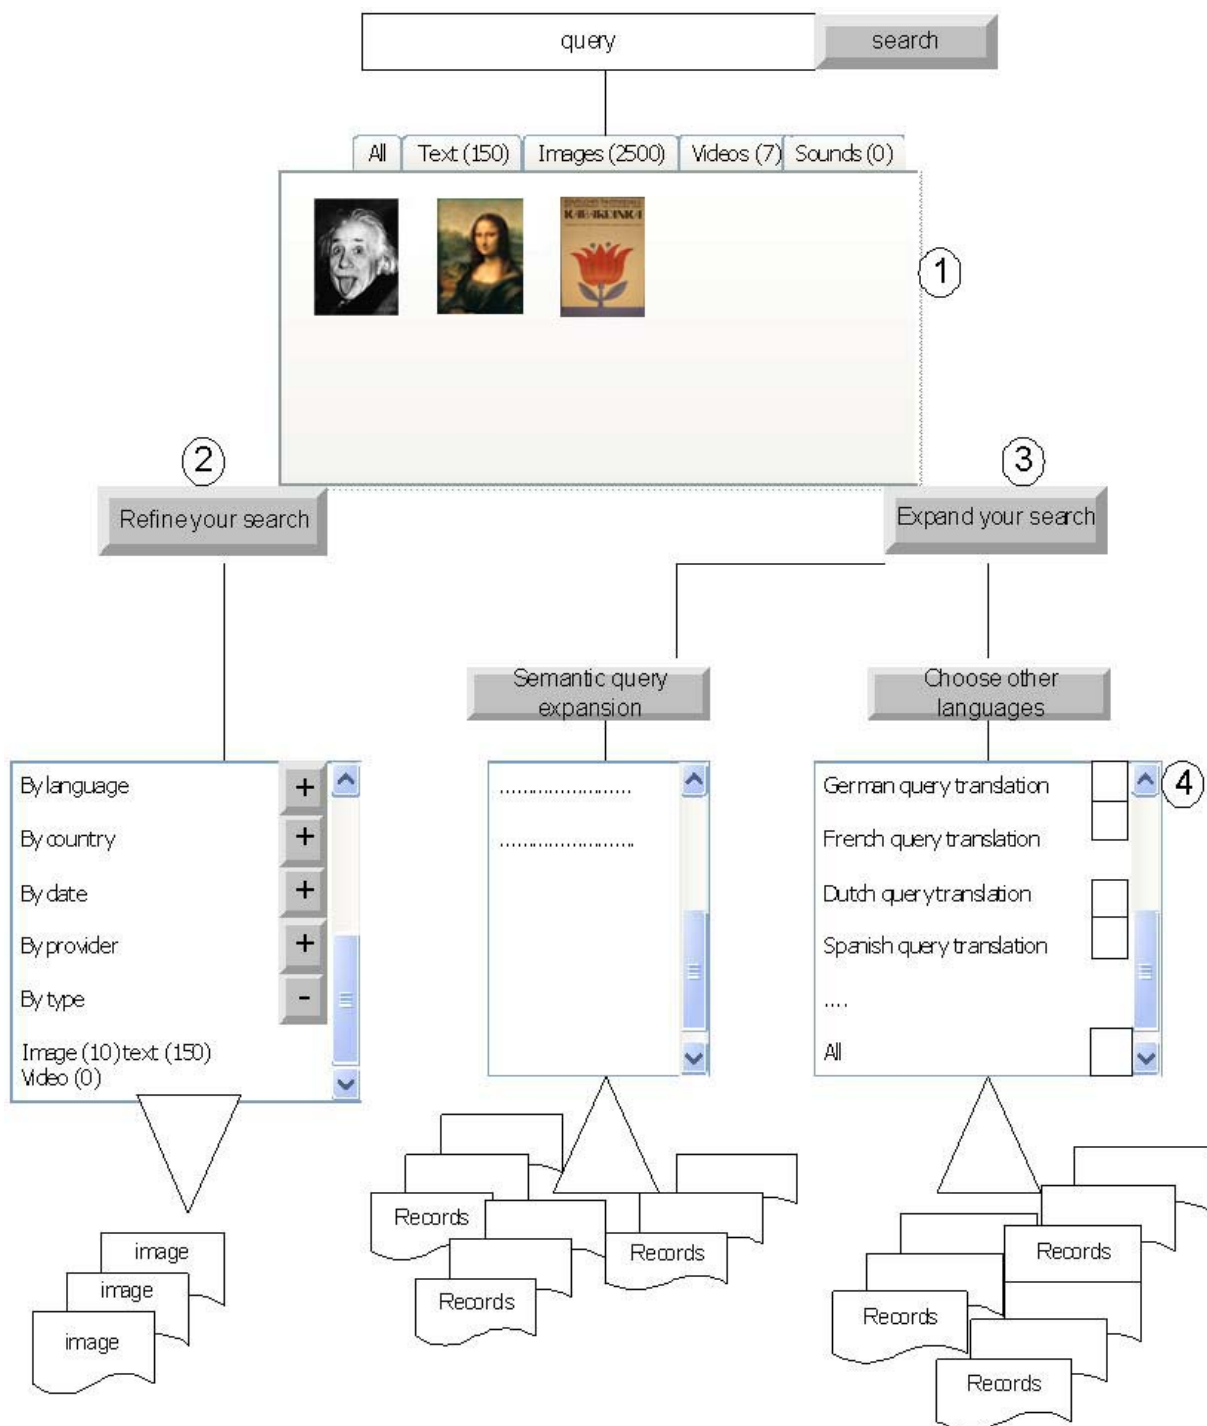 query
search
All
Text (150)
Images (2500)
Videos (7)
Sounds (0)
KABARDINKA
1
2
3
Refine your search
Expand your search
Semantic query
expansion
Choose other
languages
By language
+
By country
+
By date
+
By provider
+
By type
-
Image (10) text (150)
Video (0)
...........................
...........................
German query translation
French query translation
Dutch query translation
Spanish query translation
....
All
4
image
image
image
Records
Records
Records
Records
Records
Records